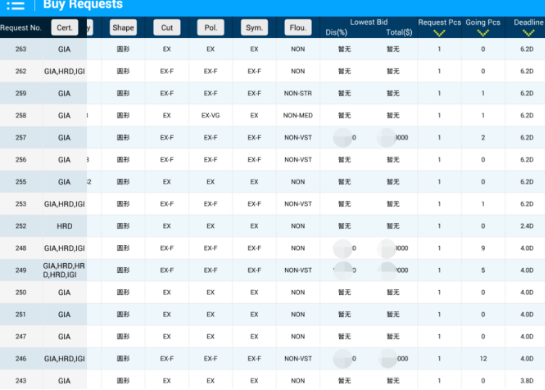 Buy Requests
Request No. Cert. y Shape Cut Pol. Sym. Flou. Lowest Bid Request Pcs Going Pcs Deadline
Dis(%) Total($)
263 GIA 圆形 EX EX EX NON 暂无 暂无 1 0 6.2D
262 GIA,HRD,IGI 圆形 EX-F EX-F EX-F NON 暂无 暂无 1 0 6.2D
259 GIA 圆形 EX-F EX-F EX-F NON-STR 暂无 暂无 1 1 6.2D
258 GIA 圆形 EX EX-VG EX NON-MED 暂无 暂无 1 1 6.2D
257 GIA 圆形 EX-F EX-F EX-F NON-VST 0 000 1 2 6.2D
256 GIA 圆形 EX-F EX-F EX-F NON-VST 暂无 暂无 1 0 6.2D
255 GIA 圆形 EX EX EX NON 暂无 暂无 1 0 6.2D
253 GIA,HRD,IGI 圆形 EX-F EX-F EX-F NON-VST 暂无 暂无 1 1 6.2D
252 HRD 圆形 EX EX EX NON 暂无 暂无 1 0 2.4D
248 GIA,HRD,IGI 圆形 EX-F EX-F EX-F NON 0 000 1 9 4.0D
249 GIA,HRD,HR 圆形 EX-F EX-F EX-F NON-VST 0 000 1 5 4.0D
D,HRD,IGI
250 GIA 圆形 EX EX EX NON 暂无 暂无 1 0 4.0D
251 GIA 圆形 EX EX EX NON 暂无 暂无 1 0 4.0D
247 GIA 圆形 EX EX EX NON 暂无 暂无 1 0 4.0D
246 GIA,HRD,IGI 圆形 EX-F EX-F EX-F NON-VST 0 000 1 12 4.0D
243 GIA 圆形 EX EX EX NON 暂无 暂无 1 0 3.8D